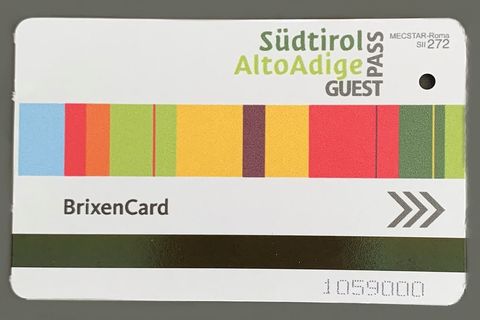 Südtirol
AltoAdige
GUEST PASS
MECSTAR-Roma
SII 272
BrixenCard
1059000